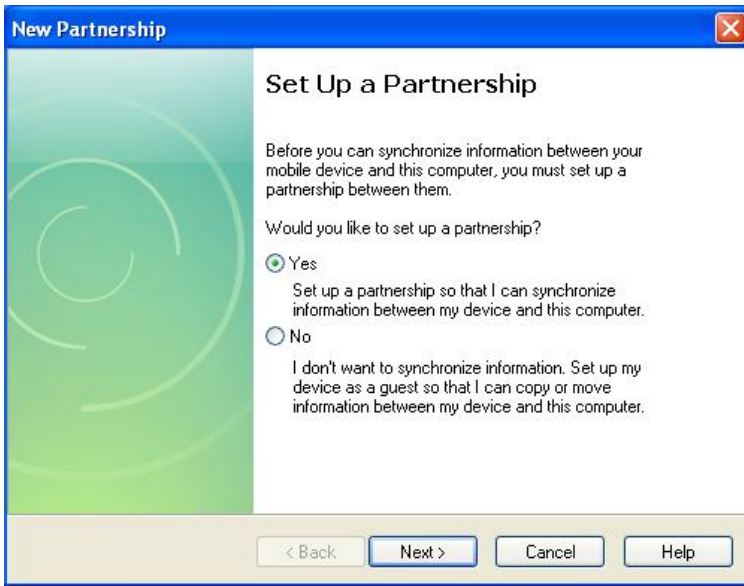 New Partnership
Set Up a Partnership
Before you can synchronize information between your
mobile device and this computer, you must set up a
partnership between them.
Would you like to set up a partnership?
Yes
Set up a partnership so that I can synchronize
information between my device and this computer.
No
I don't want to synchronize information. Set up my
device as a guest so that I can copy or move
information between my device and this computer.
< Back
Next >
Cancel
Help